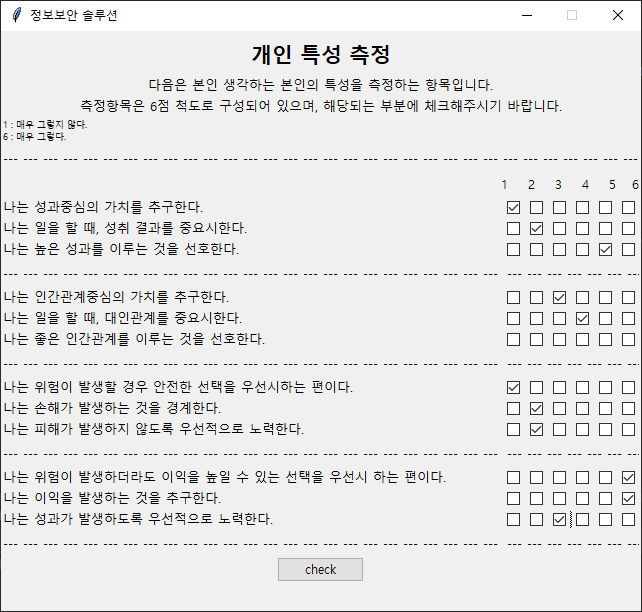 정보보안 솔루션
개인 특성 측정
다음은 본인 생각하는 본인의 특성을 측정하는 항목입니다.
측정항목은 6점 척도로 구성되어 있으며, 해당되는 부분에 체크해주시기 바랍니다.
1 : 매우 그렇지 않다.
6 : 매우 그렇다.
1 2 3 4 5 6
나는 성과중심의 가치를 추구한다.
나는 일을 할 때, 성취 결과를 중요시한다.
나는 높은 성과를 이루는 것을 선호한다.
나는 인간관계중심의 가치를 추구한다.
나는 일을 할 때, 대인관계를 중요시한다.
나는 좋은 인간관계를 이루는 것을 선호한다.
나는 위험이 발생할 경우 안전한 선택을 우선시하는 편이다.
나는 손해가 발생하는 것을 경계한다.
나는 피해가 발생하지 않도록 우선적으로 노력한다.
나는 위험이 발생하더라도 이익을 높일 수 있는 선택을 우선시 하는 편이다.
나는 이익을 발생하는 것을 추구한다.
나는 성과가 발생하도록 우선적으로 노력한다.
check